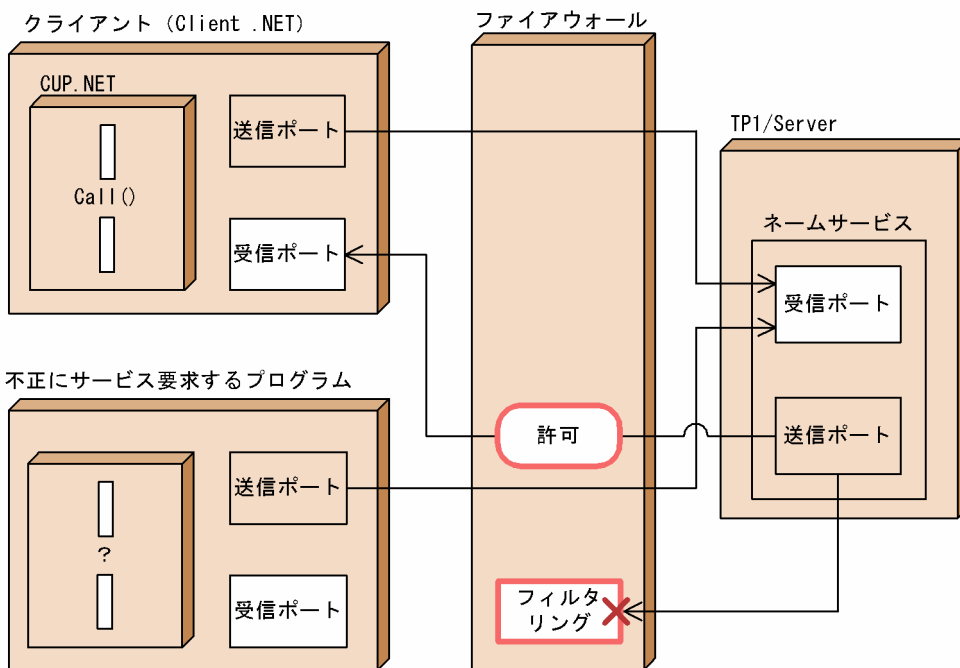 クライアント (Client .NET)
ファイアウォール
CUP.NET
送信ポート
Call()
受信ポート
TP1/Server
ネームサービス
受信ポート
不正にサービス要求するプログラム
許可
送信ポート
送信ポート
?
受信ポート
フィルタ
リング